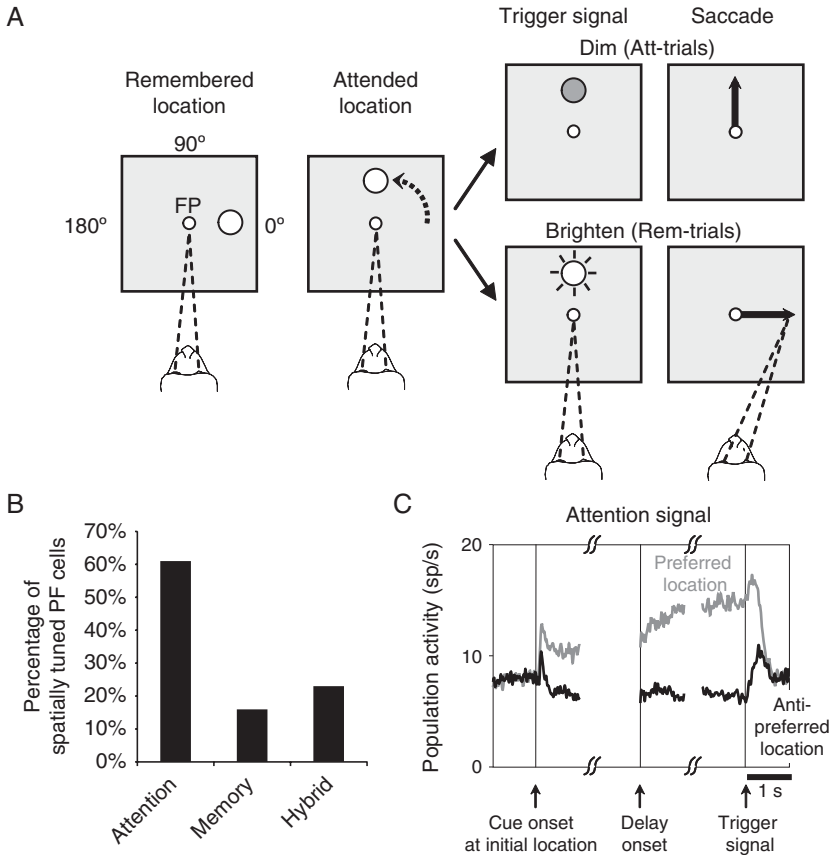 A
Trigger signal
Saccade
Dim (Att-trials)
Remembered
location
Attended
location
90º
FP
180º
0º
Brighten (Rem-trials)
B
Percentage of
spatially tuned PF cells
70%
60%
50%
40%
30%
20%
10%
0%
Attention
Memory
Hybrid
C
Attention signal
Population activity (sp/s)
20
10
0
Preferred
location
Anti-
preferred
location
1 s
Cue onset
at initial location
Delay
onset
Trigger
signal